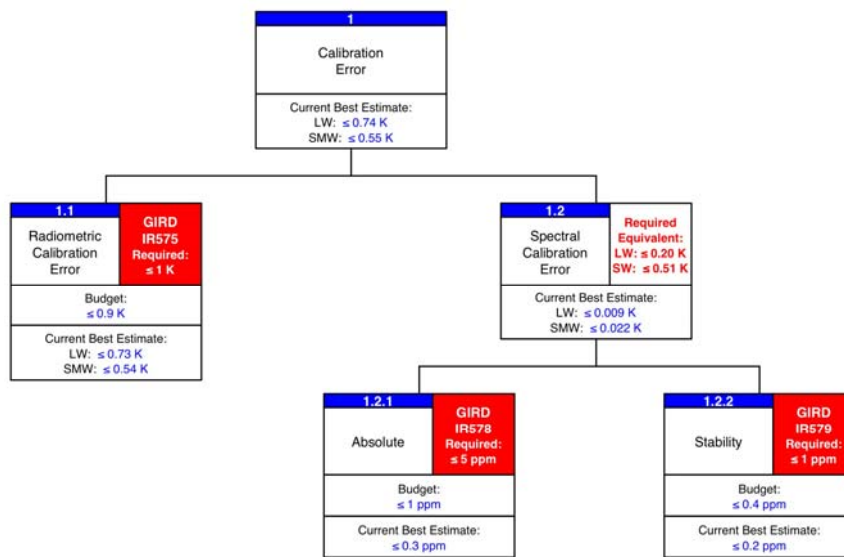 1
Calibration
Error
Current Best Estimate:
LW: ≤ 0.74 K
SMW: ≤ 0.55 K
1.1
Radiometric
Calibration
Error
GIRD
IR575
Required:
≤ 1 K
Budget:
≤ 0.9 K
Current Best Estimate:
LW: ≤ 0.73 K
SMW: ≤ 0.54 K
1.2
Spectral
Calibration
Error
Required
Equivalent:
LW: ≤ 0.20 K
SW: ≤ 0.51 K
Current Best Estimate:
LW: ≤ 0.009 K
SMW: ≤ 0.022 K
1.2.1
Absolute
GIRD
IR578
Required:
≤ 5 ppm
Budget:
≤ 1 ppm
Current Best Estimate:
≤ 0.3 ppm
1.2.2
Stability
GIRD
IR579
Required:
≤ 1 ppm
Budget:
≤ 0.4 ppm
Current Best Estimate:
≤ 0.2 ppm